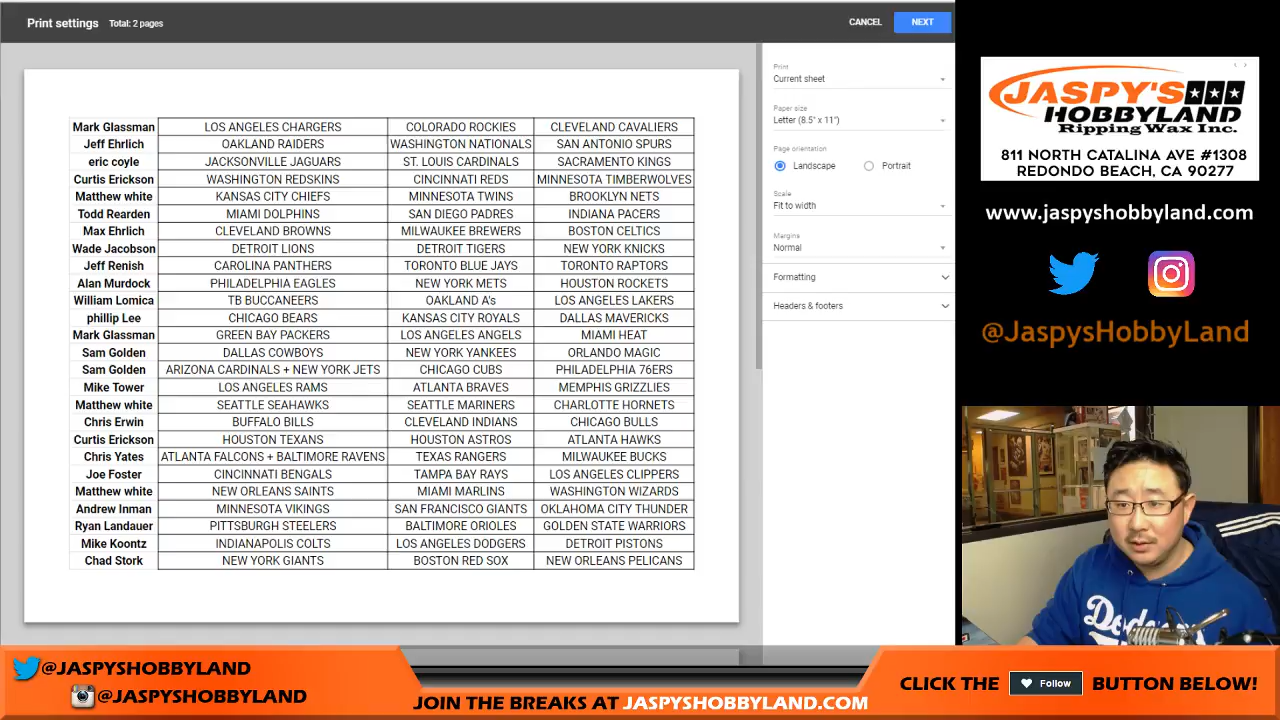 Print settings Total: 2 pages CANCEL NEXT
Mark Glassman LOS ANGELES CHARGERS COLORADO ROCKIES CLEVELAND CAVALIERS
Jeff Ehrlich OAKLAND RAIDERS WASHINGTON NATIONALS SAN ANTONIO SPURS
eric coyle JACKSONVILLE JAGUARS ST. LOUIS CARDINALS SACRAMENTO KINGS
Curtis Erickson WASHINGTON REDSKINS CINCINNATI REDS MINNESOTA TIMBERWOLVES
Matthew white KANSAS CITY CHIEFS MINNESOTA TWINS BROOKLYN NETS
Todd Rearden MIAMI DOLPHINS SAN DIEGO PADRES INDIANA PACERS
Max Ehrlich CLEVELAND BROWNS MILWAUKEE BREWERS BOSTON CELTICS
Wade Jacobson DETROIT LIONS DETROIT TIGERS NEW YORK KNICKS
Jeff Renish CAROLINA PANTHERS TORONTO BLUE JAYS TORONTO RAPTORS
Alan Murdock PHILADELPHIA EAGLES NEW YORK METS HOUSTON ROCKETS
William Lomica TB BUCCANEERS OAKLAND A's LOS ANGELES LAKERS
phillip Lee CHICAGO BEARS KANSAS CITY ROYALS DALLAS MAVERICKS
Mark Glassman GREEN BAY PACKERS LOS ANGELES ANGELS MIAMI HEAT
Sam Golden DALLAS COWBOYS NEW YORK YANKEES ORLANDO MAGIC
Sam Golden ARIZONA CARDINALS + NEW YORK JETS CHICAGO CUBS PHILADELPHIA 76ERS
Mike Tower LOS ANGELES RAMS ATLANTA BRAVES MEMPHIS GRIZZLIES
Matthew white SEATTLE SEAHAWKS SEATTLE MARINERS CHARLOTTE HORNETS
Chris Erwin BUFFALO BILLS CLEVELAND INDIANS CHICAGO BULLS
Curtis Erickson HOUSTON TEXANS HOUSTON ASTROS ATLANTA HAWKS
Chris Yates ATLANTA FALCONS + BALTIMORE RAVENS TEXAS RANGERS MILWAUKEE BUCKS
Joe Foster CINCINNATI BENGALS TAMPA BAY RAYS LOS ANGELES CLIPPERS
Matthew white NEW ORLEANS SAINTS MIAMI MARLINS WASHINGTON WIZARDS
Andrew Inman MINNESOTA VIKINGS SAN FRANCISCO GIANTS OKLAHOMA CITY THUNDER
Ryan Landauer PITTSBURGH STEELERS BALTIMORE ORIOLES GOLDEN STATE WARRIORS
Mike Koontz INDIANAPOLIS COLTS LOS ANGELES DODGERS DETROIT PISTONS
Chad Stork NEW YORK GIANTS BOSTON RED SOX NEW ORLEANS PELICANS
Print
Current sheet
Paper size
Letter (8.5" x 11")
Page orientation
Landscape Portrait
Scale
Fit to width
Margins
Normal
Formatting
Headers & footers
JASPY'S
HOBBYLAND
Ripping Wax Inc.
811 NORTH CATALINA AVE #1308
REDONDO BEACH, CA 90277
www.jaspyshobbyland.com
@JaspysHobbyLand
Dodgers
@JASPYSHOBBYLAND
@JASPYSHOBBYLAND
JOIN THE BREAKS AT JASPYSHOBBYLAND.COM
CLICK THE Follow BUTTON BELOW!